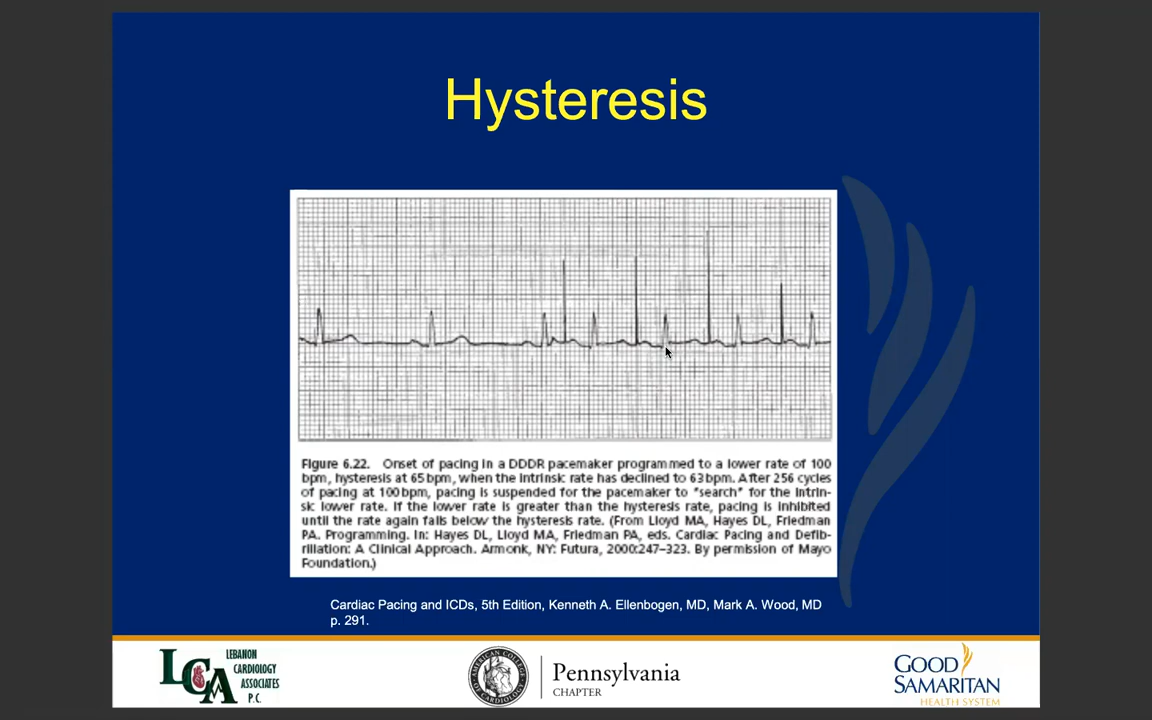 Hysteresis
Figure 6.22. Onset of pacing in a DDDR pacemaker programmed to a lower rate of 100
bpm, hysteresis at 65 bpm, when the intrinsic rate has declined to 63 bpm. After 256 cycles
of pacing at 100 bpm, pacing is suspended for the pacemaker to "search" for the intrin-
sic lower rate. If the lower rate is greater than the hysteresis rate, pacing is inhibited
until the rate again falls below the hysteresis rate. (From Lloyd MA, Hayes DL, Friedman
PA. Programming. In: Hayes DL, Lloyd MA, Friedman PA, eds. Cardiac Pacing and Defib-
rillation: A Clinical Approach. Armonk, NY: Futura, 2000:247–323. By permission of Mayo
Foundation.)
Cardiac Pacing and ICDs, 5th Edition, Kenneth A. Ellenbogen, MD, Mark A. Wood, MD
p. 291.
LCA
LEBANON
CARDIOLOGY
ASSOCIATES
P.C.
AMERICAN COLLEGE OF CARDIOLOGY
Pennsylvania
CHAPTER
GOOD
SAMARITAN
HEALTH SYSTEM